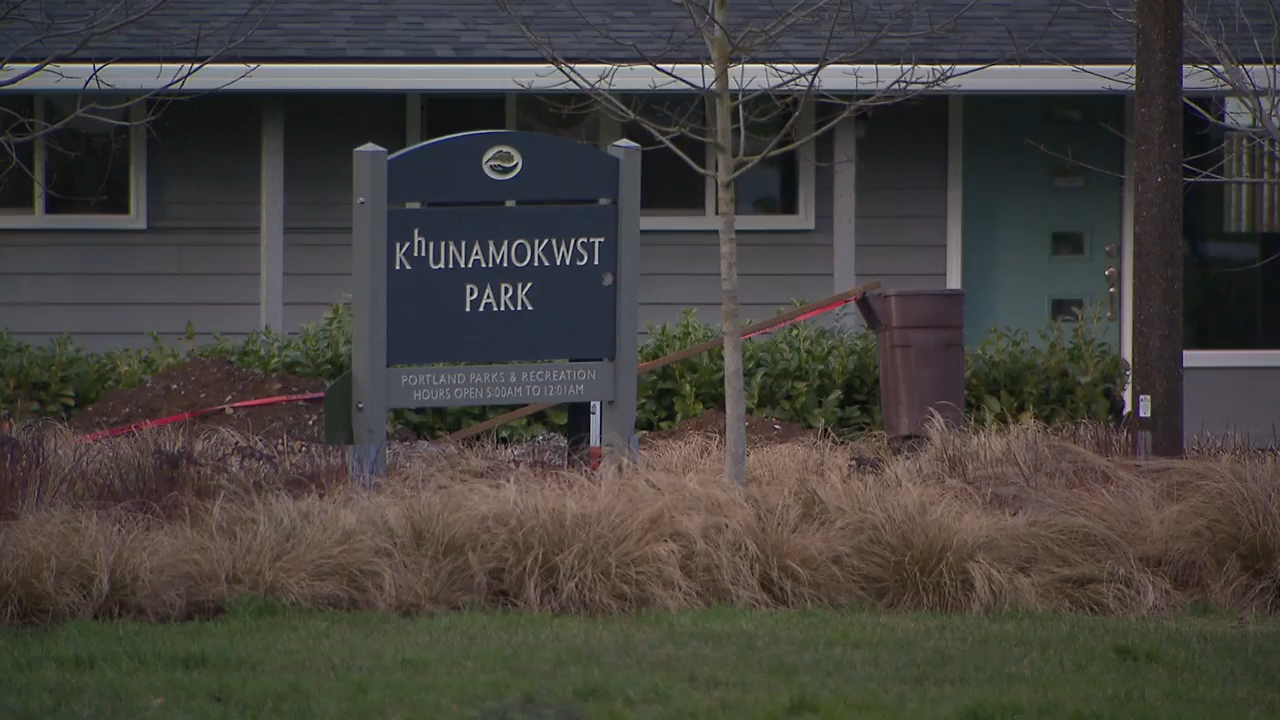 KʰUNAMOKWST
PARK
PORTLAND PARKS & RECREATION
HOURS OPEN 5:00AM TO 12:01AM